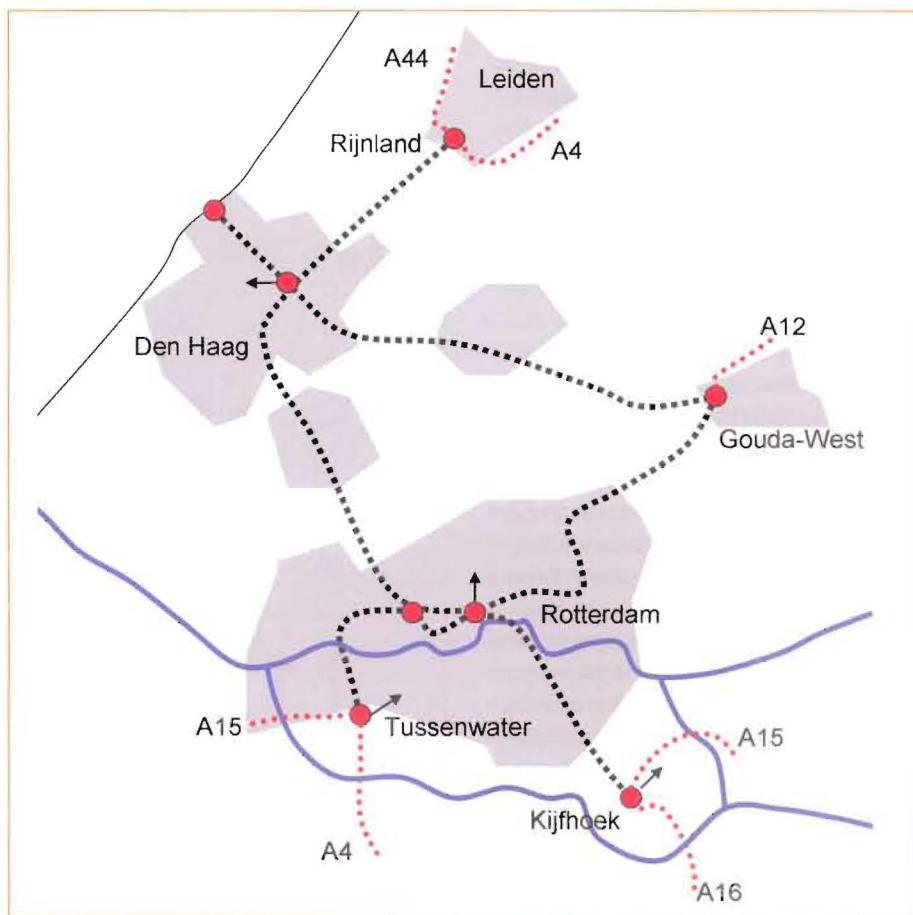 A44
Leiden
Rijnland
A4
Den Haag
A12
Gouda-West
Rotterdam
A15
Tussenwater
A15
Kijfhoek
A4
A16